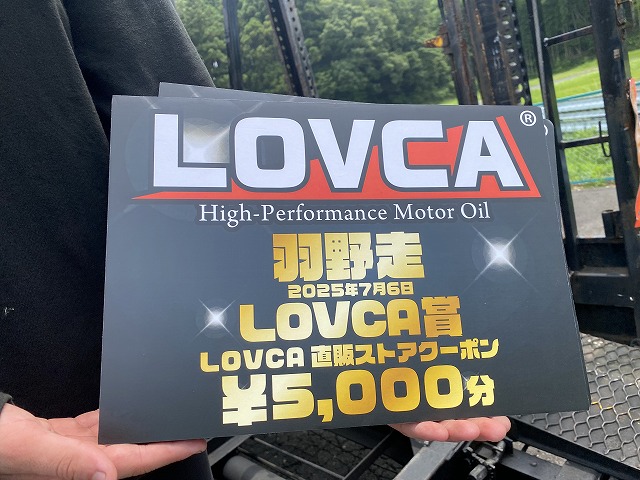 LOVCA®
High-Performance Motor Oil
羽野走
2025年7月6日
LOVCA賞
LOVCA 直販ストアクーポン
¥5,000分